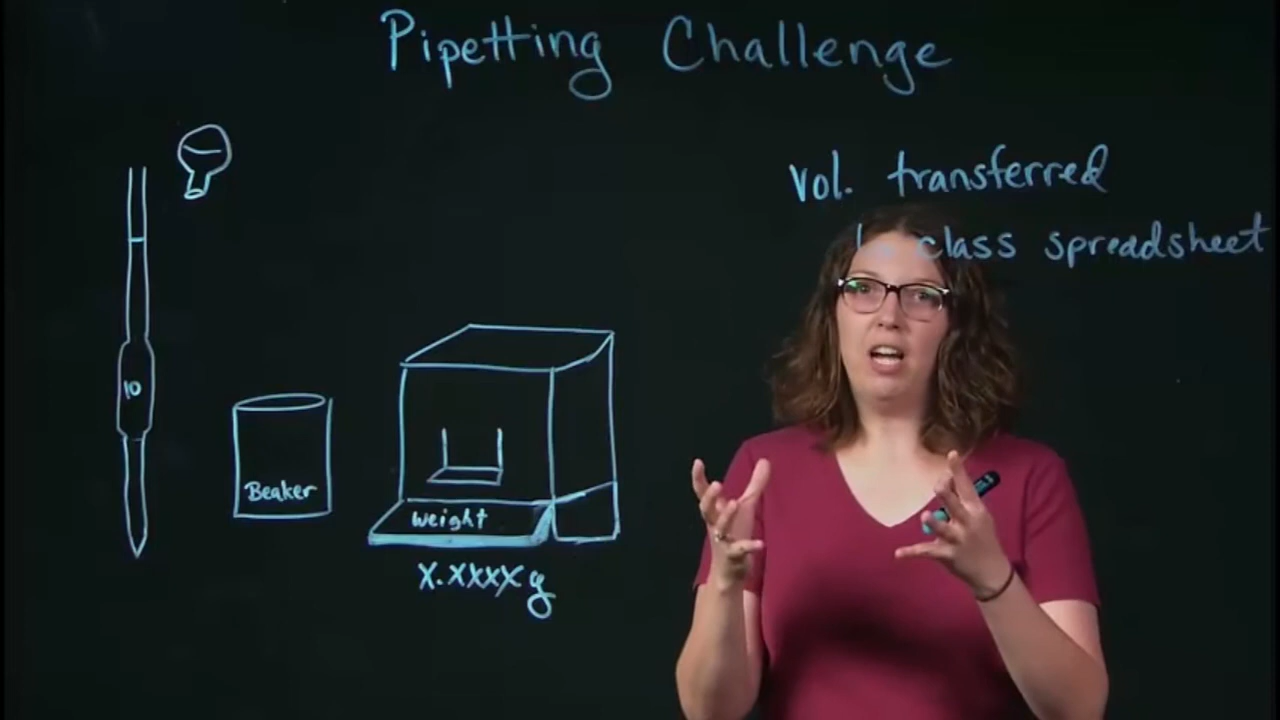 Pipetting Challenge
Vol. transferred
class spreadsheet
10
Beaker
Weight
X.XXXX g